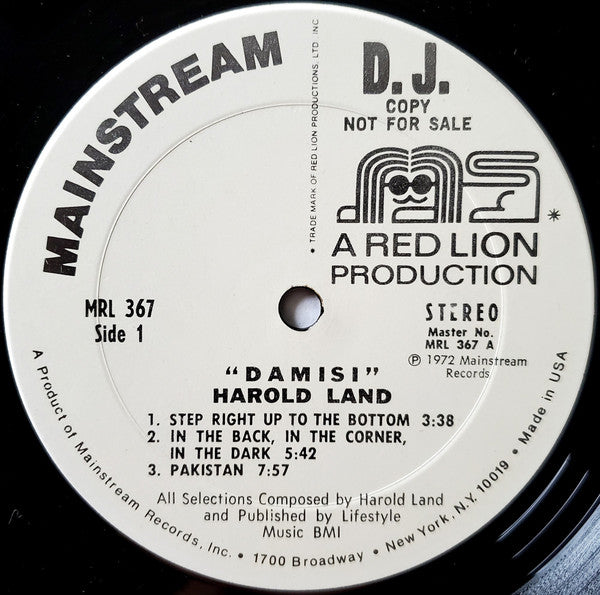 MAINSTREAM
• TRADE MARK OF RED LION PRODUCTIONS, LTD., INC
D.J.
COPY
NOT FOR SALE
A RED LION
PRODUCTION
MRL 367
Side 1
STEREO
Master No.
MRL 367 A
Ⓟ 1972 Mainstream
Records
"DAMISI"
HAROLD LAND
1. STEP RIGHT UP TO THE BOTTOM 3:38
2. IN THE BACK, IN THE CORNER,
IN THE DARK 5:42
3. PAKISTAN 7:57
All Selections Composed by Harold Land
and Published by Lifestyle
Music BMI
A Product of Mainstream Records, Inc. • 1700 Broadway • New York, N.Y. 10019 • Made in USA